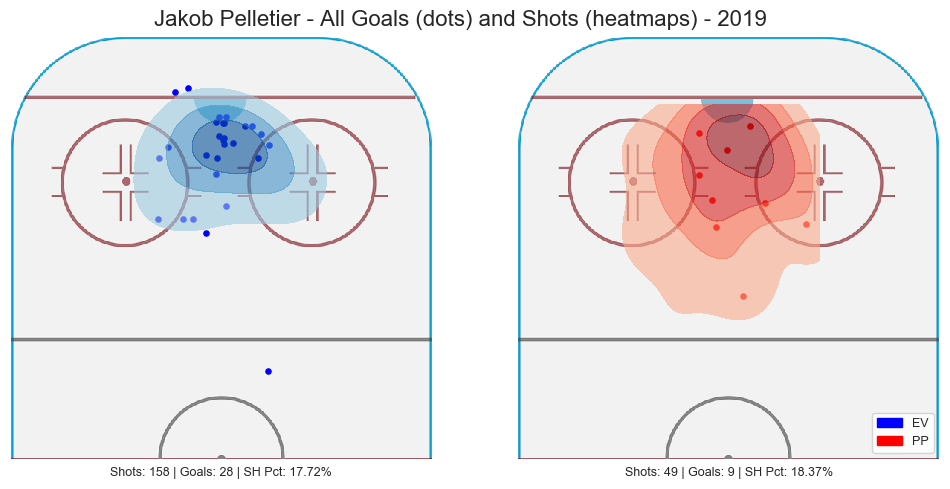 Jakob Pelletier - All Goals (dots) and Shots (heatmaps) - 2019
EV
PP
Shots: 158 | Goals: 28 | SH Pct: 17.72%
Shots: 49 | Goals: 9 | SH Pct: 18.37%